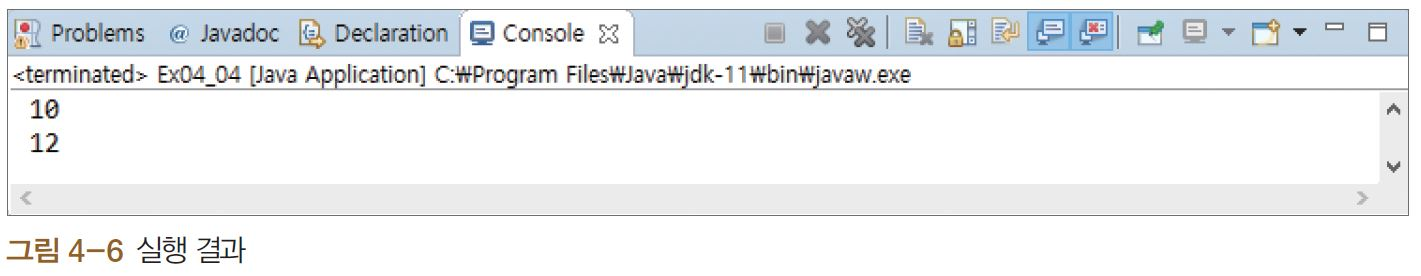 Problems @ Javadoc Declaration Console
<terminated> Ex04_04 [Java Application] C:₩Program Files₩Java₩jdk-11₩bin₩javaw.exe
10
12
그림 4-6 실행 결과